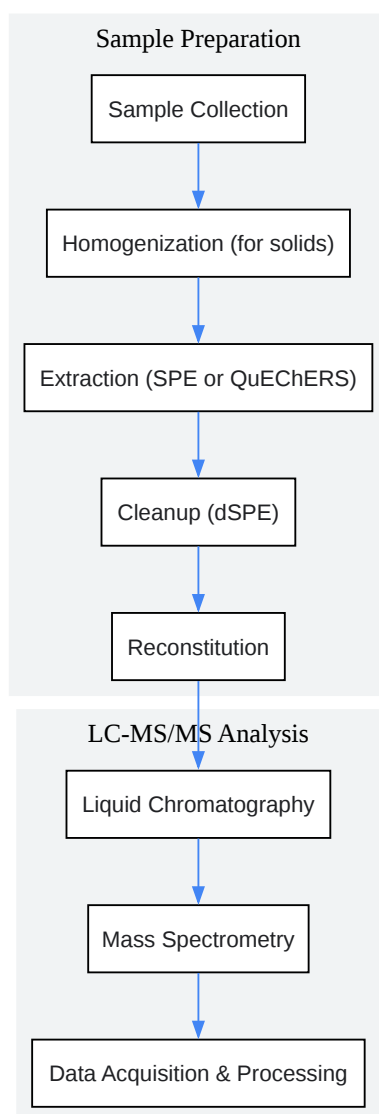 Sample Preparation
Sample Collection
Homogenization (for solids)
Extraction (SPE or QuEChERS)
Cleanup (dSPE)
Reconstitution
LC-MS/MS Analysis
Liquid Chromatography
Mass Spectrometry
Data Acquisition & Processing